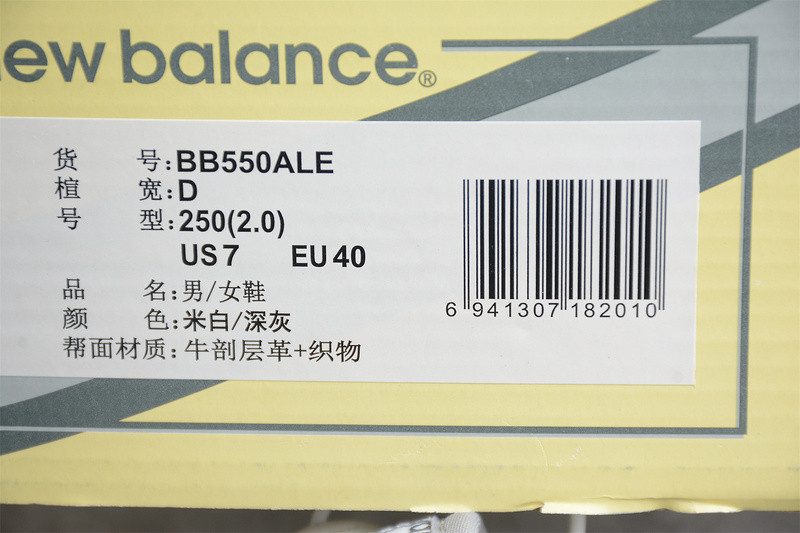 new balance®
货 号:BB550ALE
楦 宽:D
号 型:250(2.0)
US 7 EU 40
品 名:男/女鞋
颜 色:米白/深灰
帮面材质:牛剖层革+织物
6 941307 182010